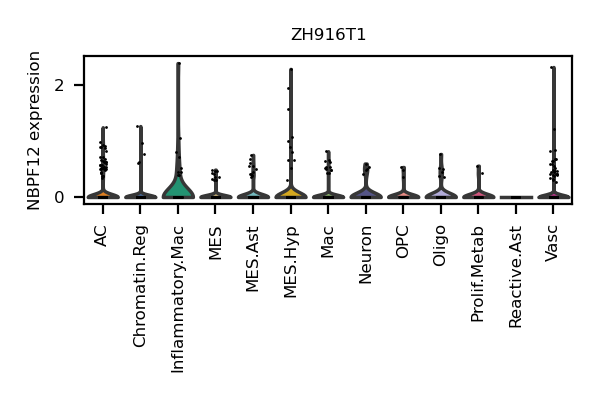 ZH916T1
NBPF12 expression
2
0
AC
Chromatin.Reg
Inflammatory.Mac
MES
MES.Ast
MES.Hyp
Mac
Neuron
OPC
Oligo
Prolif.Metab
Reactive.Ast
Vasc